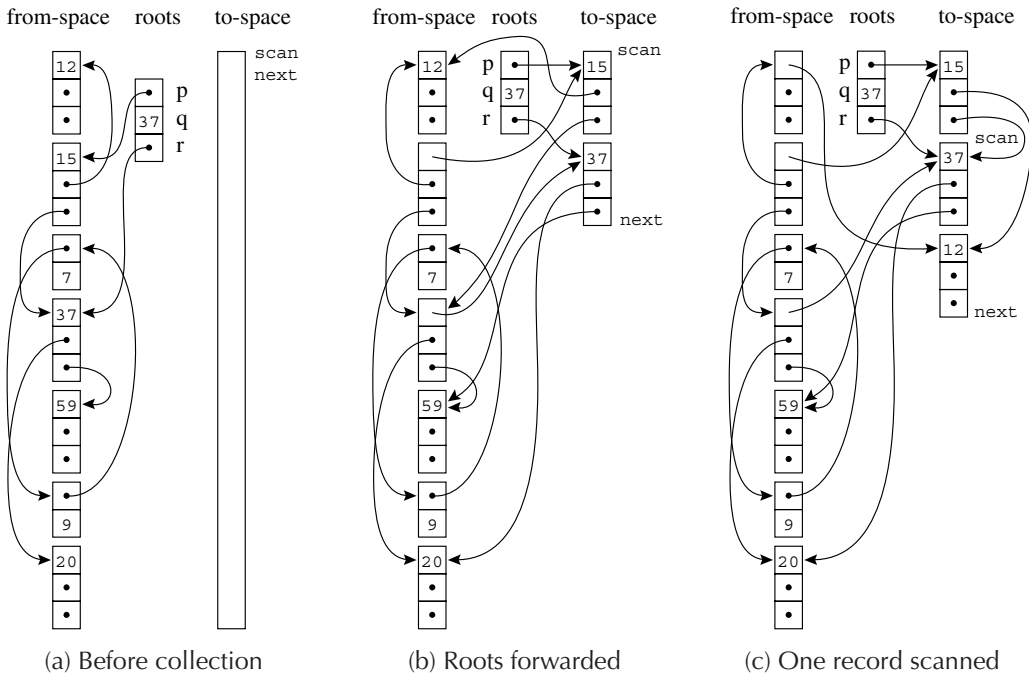 from-space roots to-space
12
15
37
7
59
9
20
p
q
r
37
scan
next
(a) Before collection
from-space roots to-space
12
7
59
9
20
p
q
r
37
scan
15
37
next
(b) Roots forwarded
from-space roots to-space
7
59
9
20
p
q
r
37
15
scan
37
12
next
(c) One record scanned